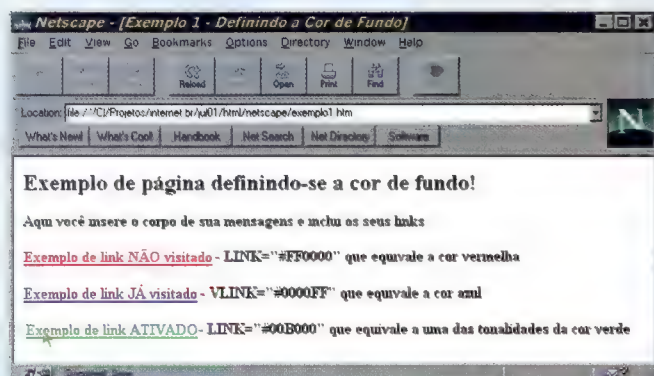 Netscape - [Exemplo 1 - Definindo a Cor de Fundo]
File Edit View Go Bookmarks Options Directory Window Help
Reload Open Print Find
Location: file:///C|/Projetos/internet.br/jul01/html/netscape/exemplo1.htm
What's New! What's Cool! Handbook Net Search Net Directory Software
N
Exemplo de página definindo-se a cor de fundo!
Aqui você insere o corpo de sua mensagens e inclu os seus links
Exemplo de link NÃO visitado - LINK="#FF0000" que equivale a cor vermelha
Exemplo de link JÁ visitado - VLINK="#0000FF" que equivale a cor azul
Exemplo de link ATIVADO- LINK="#00B000" que equivale a uma das tonalidades da cor verde
Document: Done